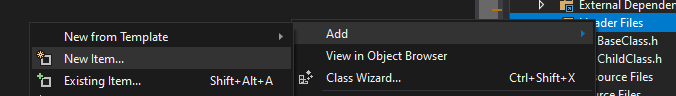 External Depende
Header Files
New from Template
Add
BaseClass.h
New Item...
View in Object Browser
ChildClass.h
Existing Item...
Shift+Alt+A
Class Wizard...
Ctrl+Shift+X
source Files